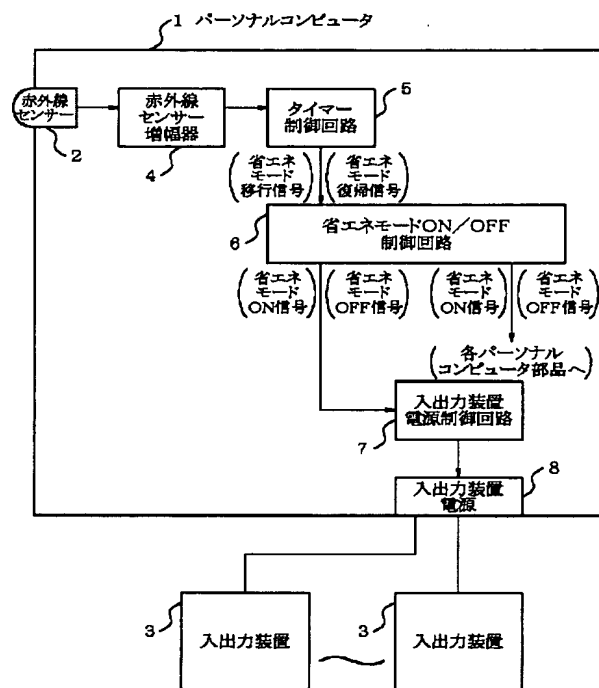 1 パーソナルコンピュータ
赤外線
センサー
2
赤外線
センサー
増幅器
4
タイマー
制御回路
5
(省エネ
モード
移行信号)
(省エネ
モード
復帰信号)
6
省エネモードON/OFF
制御回路
(省エネ
モード
ON信号)
(省エネ
モード
OFF信号)
(省エネ
モード
ON信号)
(省エネ
モード
OFF信号)
(各パーソナル
コンピュータ部品へ)
入出力装置
電源制御回路
7
入出力装置
電源
8
3
入出力装置
3
入出力装置